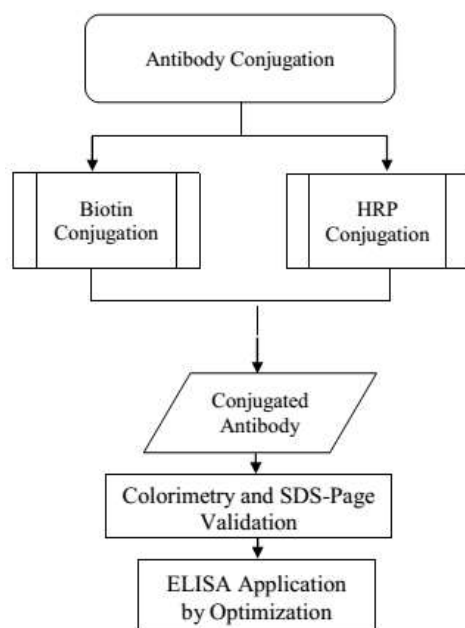 Antibody Conjugation
Biotin
Conjugation
HRP
Conjugation
Conjugated
Antibody
Colorimetry and SDS-Page
Validation
ELISA Application
by Optimization